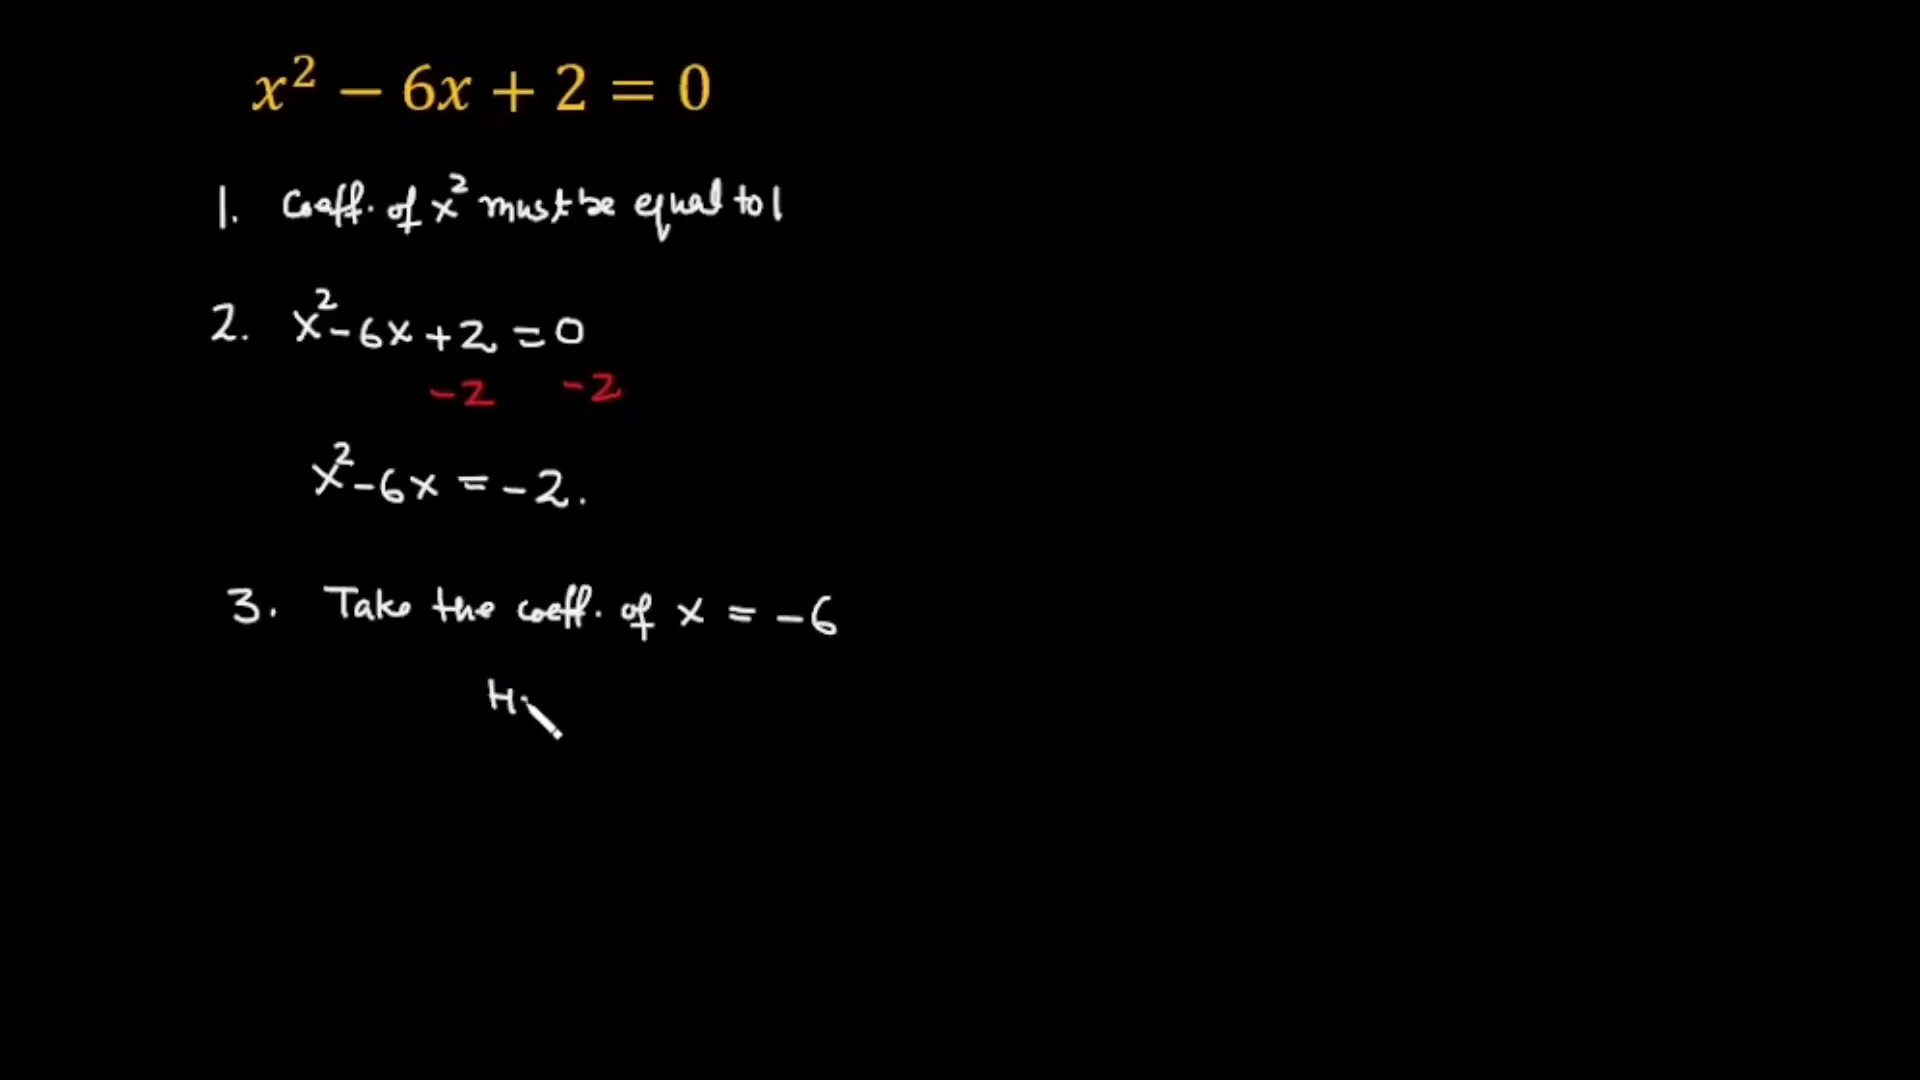 x² − 6x + 2 = 0
1. Coeff. of x² must be equal to 1
2. x² - 6x + 2 = 0
-2 -2
x² - 6x = -2.
3. Take the coeff. of x = -6